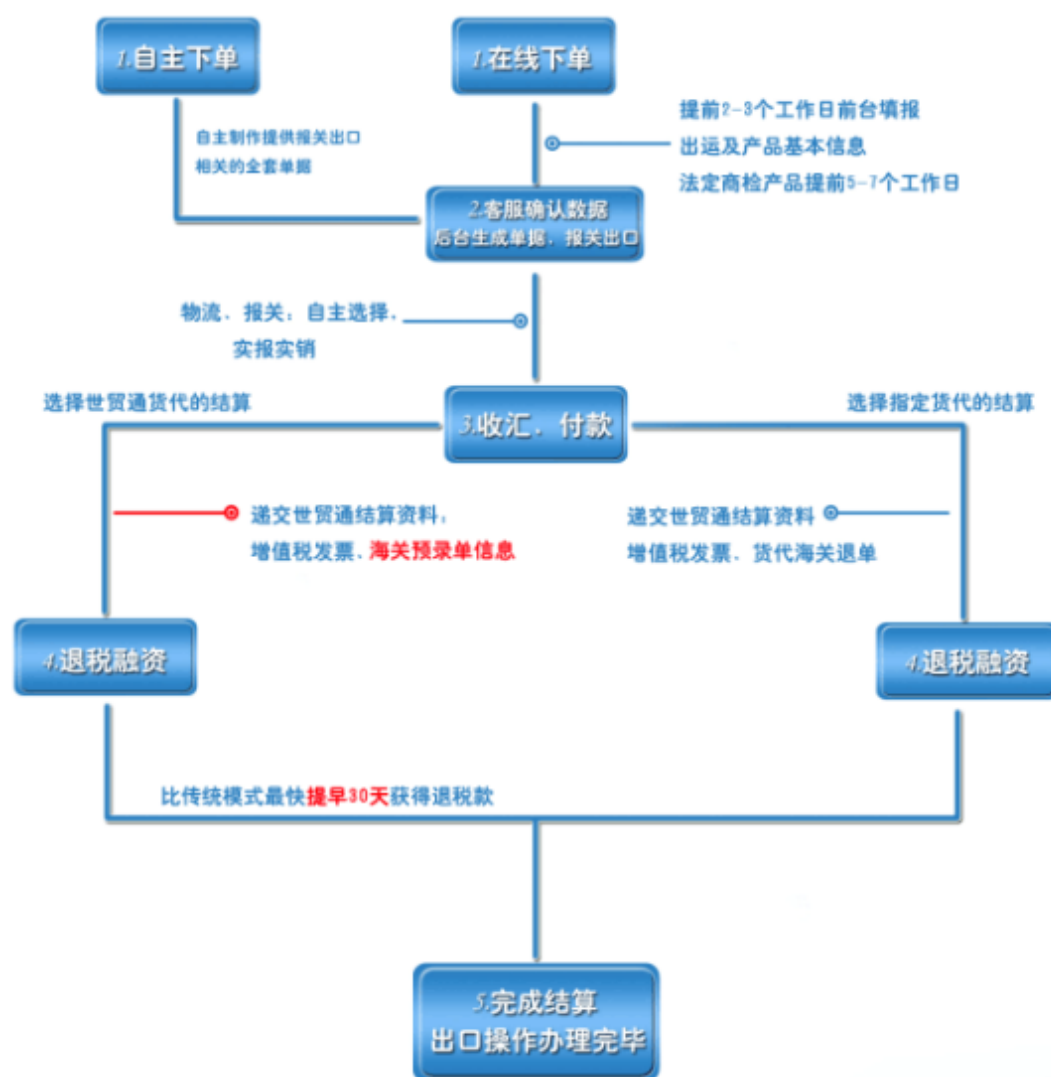 1.自主下单
1.在线下单
自主制作提供报关出口
相关的全套单据
提前2-3个工作日前台填报
出运及产品基本信息
法定商检产品提前5-7个工作日
2.客服确认数据
后台生成单据、报关出口
物流、报关：自主选择、
实报实销
选择世贸通货代的结算
3.收汇、付款
选择指定货代的结算
递交世贸通结算资料，
增值税发票、海关预录单信息
递交世贸通结算资料
增值税发票、货代海关退单
4.退税融资
4.退税融资
比传统模式最快提早30天获得退税款
5.完成结算
出口操作办理完毕